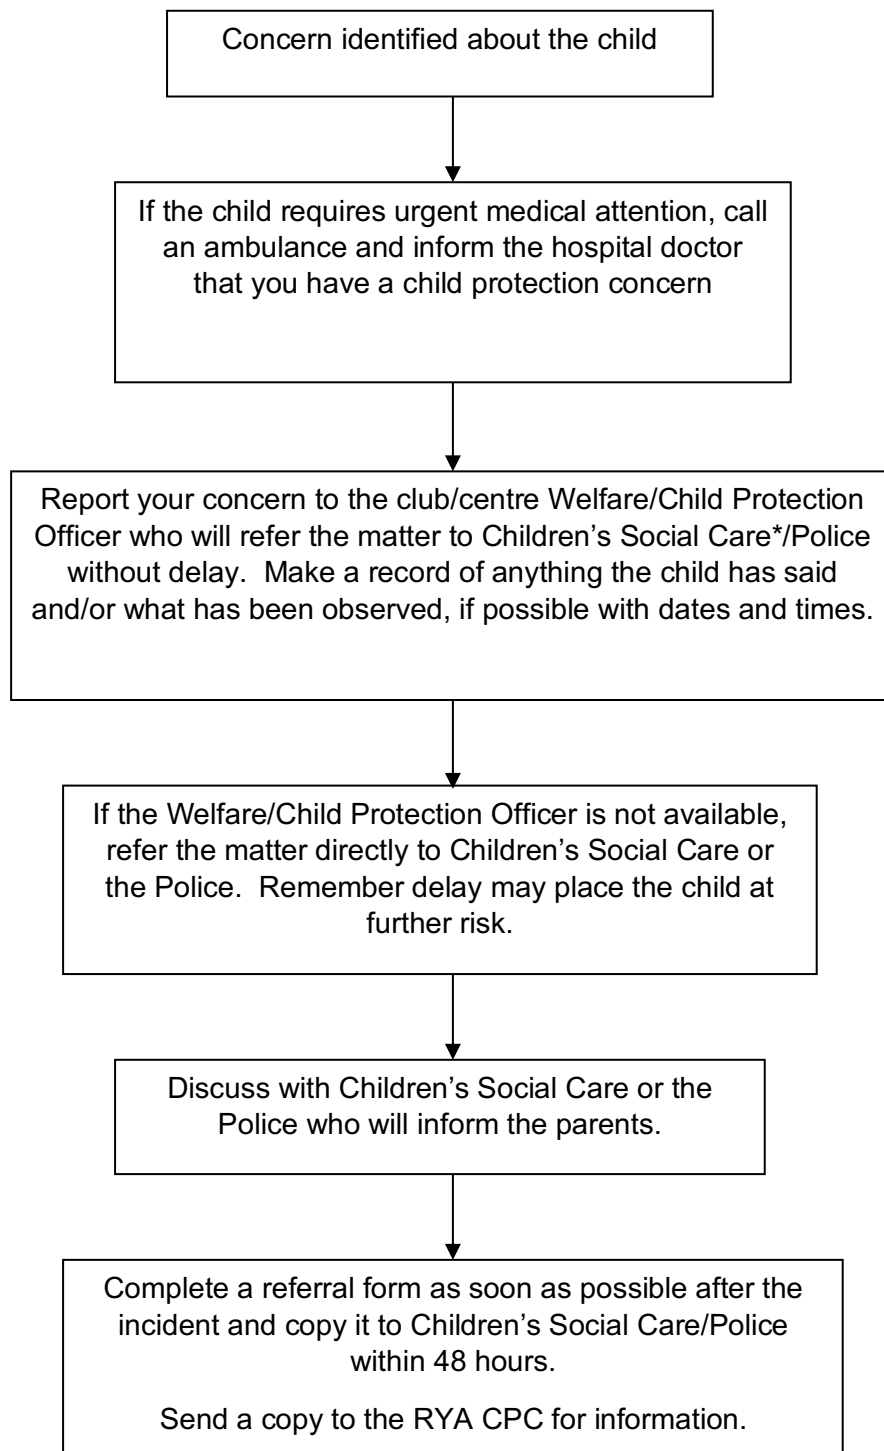 Concern identified about the child
If the child requires urgent medical attention, call
an ambulance and inform the hospital doctor
that you have a child protection concern
Report your concern to the club/centre Welfare/Child Protection
Officer who will refer the matter to Children’s Social Care*/Police
without delay.  Make a record of anything the child has said
and/or what has been observed, if possible with dates and times.
If the Welfare/Child Protection Officer is not available,
refer the matter directly to Children’s Social Care or
the Police.  Remember delay may place the child at
further risk.
Discuss with Children’s Social Care or the
Police who will inform the parents.
Complete a referral form as soon as possible after the
incident and copy it to Children’s Social Care/Police
within 48 hours.
Send a copy to the RYA CPC for information.